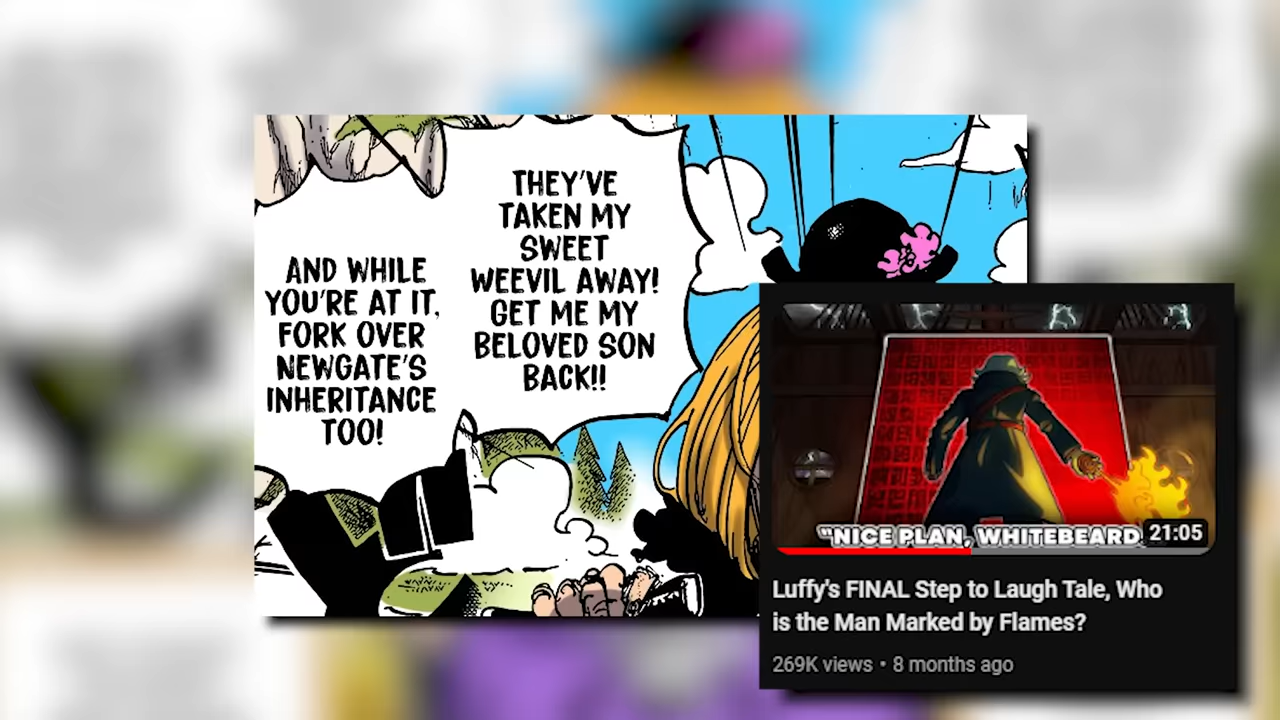 THEY'VE
TAKEN MY
SWEET
WEEVIL AWAY!
GET ME MY
BELOVED SON
BACK!!
AND WHILE
YOU'RE AT IT,
FORK OVER
NEWGATE'S
INHERITANCE
TOO!
"NICE PLAN, WHITEBEARD
21:05
Luffy's FINAL Step to Laugh Tale, Who
is the Man Marked by Flames?
269K views • 8 months ago